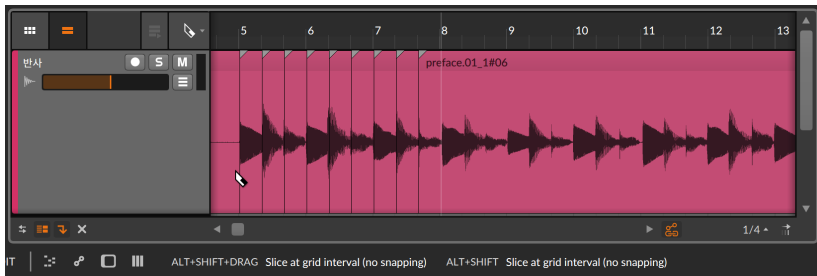 5 6 7 8 9 10 11 12 13
반사 S M
preface.01_1#06
1/4
IT ALT+SHIFT+DRAG Slice at grid interval (no snapping) ALT+SHIFT Slice at grid interval (no snapping)